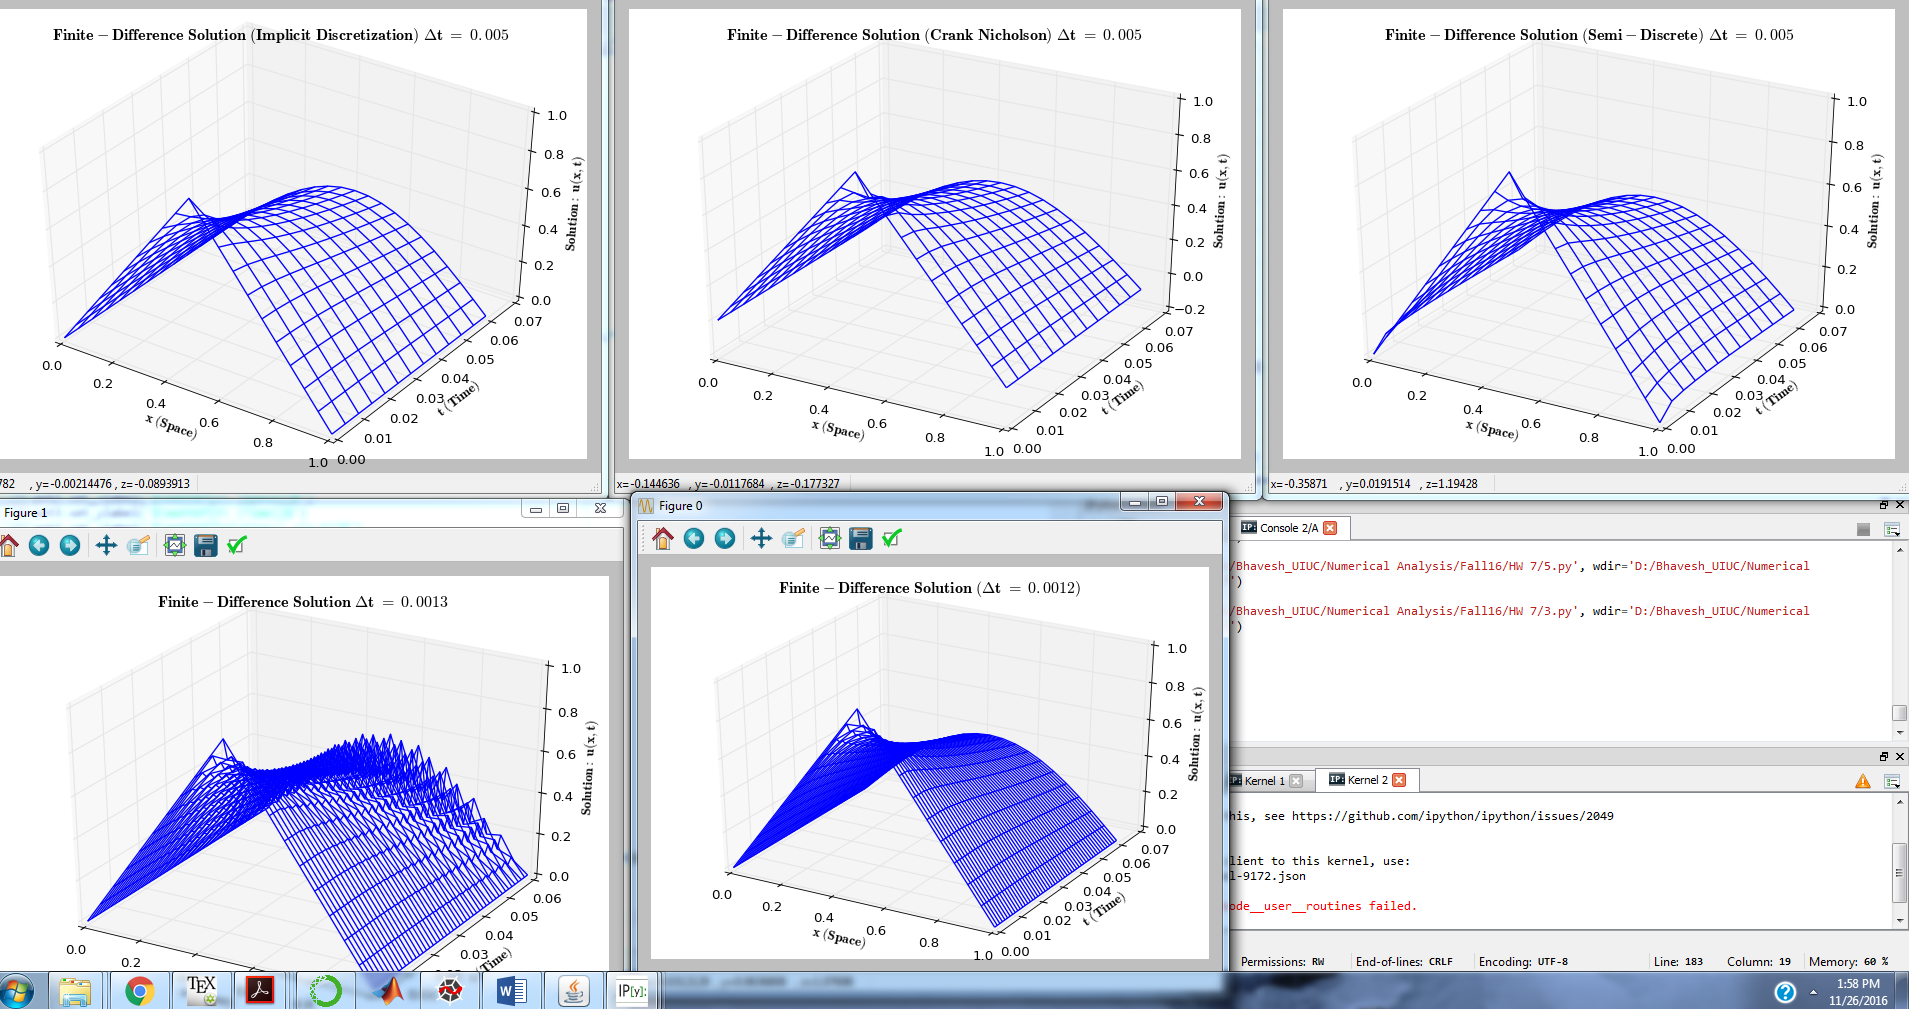 Finite − Difference Solution (Implicit Discretization) Δt = 0.005
1.0
0.8
0.6
0.4
0.2
0.0
Solution : u(x, t)
0.07
0.06
0.05
0.04
0.03
0.02
0.01
0.00
t (Time)
0.0
0.2
0.4
0.6
0.8
1.0
x (Space)
782 , y=-0.00214476 , z=-0.0893913
Finite − Difference Solution (Crank Nicholson) Δt = 0.005
1.0
0.8
0.6
0.4
0.2
0.0
−0.2
Solution : u(x, t)
0.07
0.06
0.05
0.04
0.03
0.02
0.01
0.00
t (Time)
0.0
0.2
0.4
0.6
0.8
1.0
x (Space)
x=-0.144636 , y=-0.0117684 , z=-0.177327
Finite − Difference Solution (Semi − Discrete) Δt = 0.005
1.0
0.8
0.6
0.4
0.2
0.0
Solution : u(x, t)
0.07
0.06
0.05
0.04
0.03
0.02
0.01
0.00
t (Time)
0.0
0.2
0.4
0.6
0.8
1.0
x (Space)
x=-0.35871 , y=0.0191514 , z=1.19428
Figure 1
Finite − Difference Solution Δt = 0.0013
1.0
0.8
0.6
0.4
0.2
0.0
Solution : u(x, t)
0.06
0.05
0.04
0.03
(Time)
0.0
0.2
Figure 0
Finite − Difference Solution (Δt = 0.0012)
1.0
0.8
0.6
0.4
0.2
0.0
Solution : u(x, t)
0.07
0.06
0.05
0.04
0.03
0.02
0.01
0.00
t (Time)
0.0
0.2
0.4
0.6
0.8
1.0
x (Space)
IP: Console 2/A
/Bhavesh_UIUC/Numerical Analysis/Fall16/HW 7/5.py', wdir='D:/Bhavesh_UIUC/Numerical
')
/Bhavesh_UIUC/Numerical Analysis/Fall16/HW 7/3.py', wdir='D:/Bhavesh_UIUC/Numerical
')
IP: Kernel 1
IP: Kernel 2
his, see https://github.com/ipython/ipython/issues/2049
lient to this kernel, use:
l-9172.json
ode__user__routines failed.
Permissions: RW End-of-lines: CRLF Encoding: UTF-8 Line: 183 Column: 19 Memory: 60 %
TEX
W
IP[y]:
1:58 PM
11/26/2016